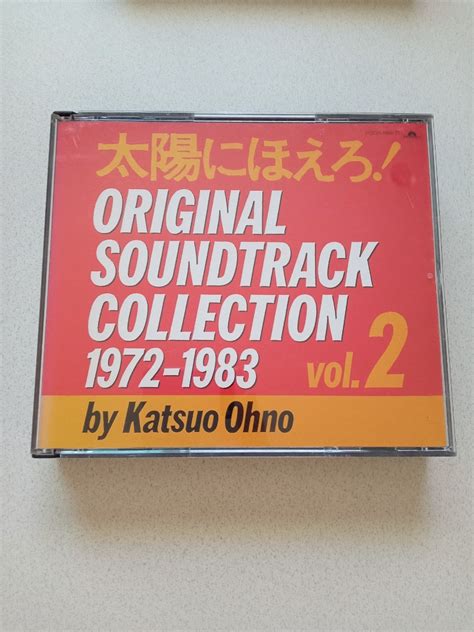 太陽にほえろ!
ORIGINAL
SOUNDTRACK
COLLECTION
1972-1983
vol.2
by Katsuo Ohno